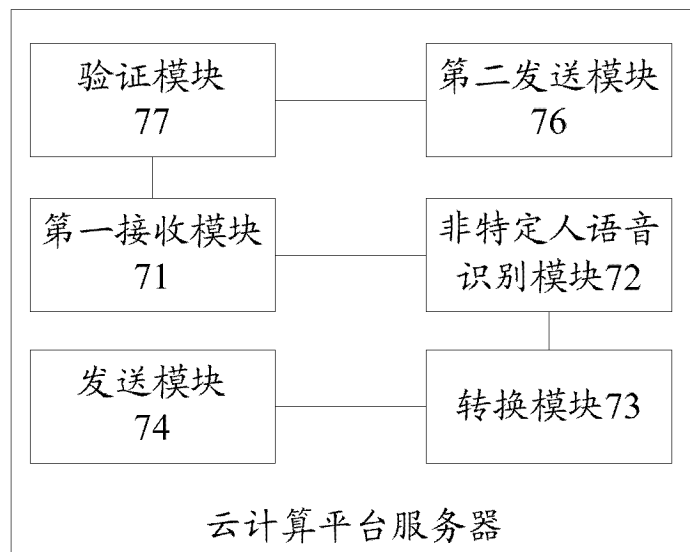 验证模块
77
第二发送模块
76
第一接收模块
71
非特定人语音
识别模块72
发送模块
74
转换模块73
云计算平台服务器